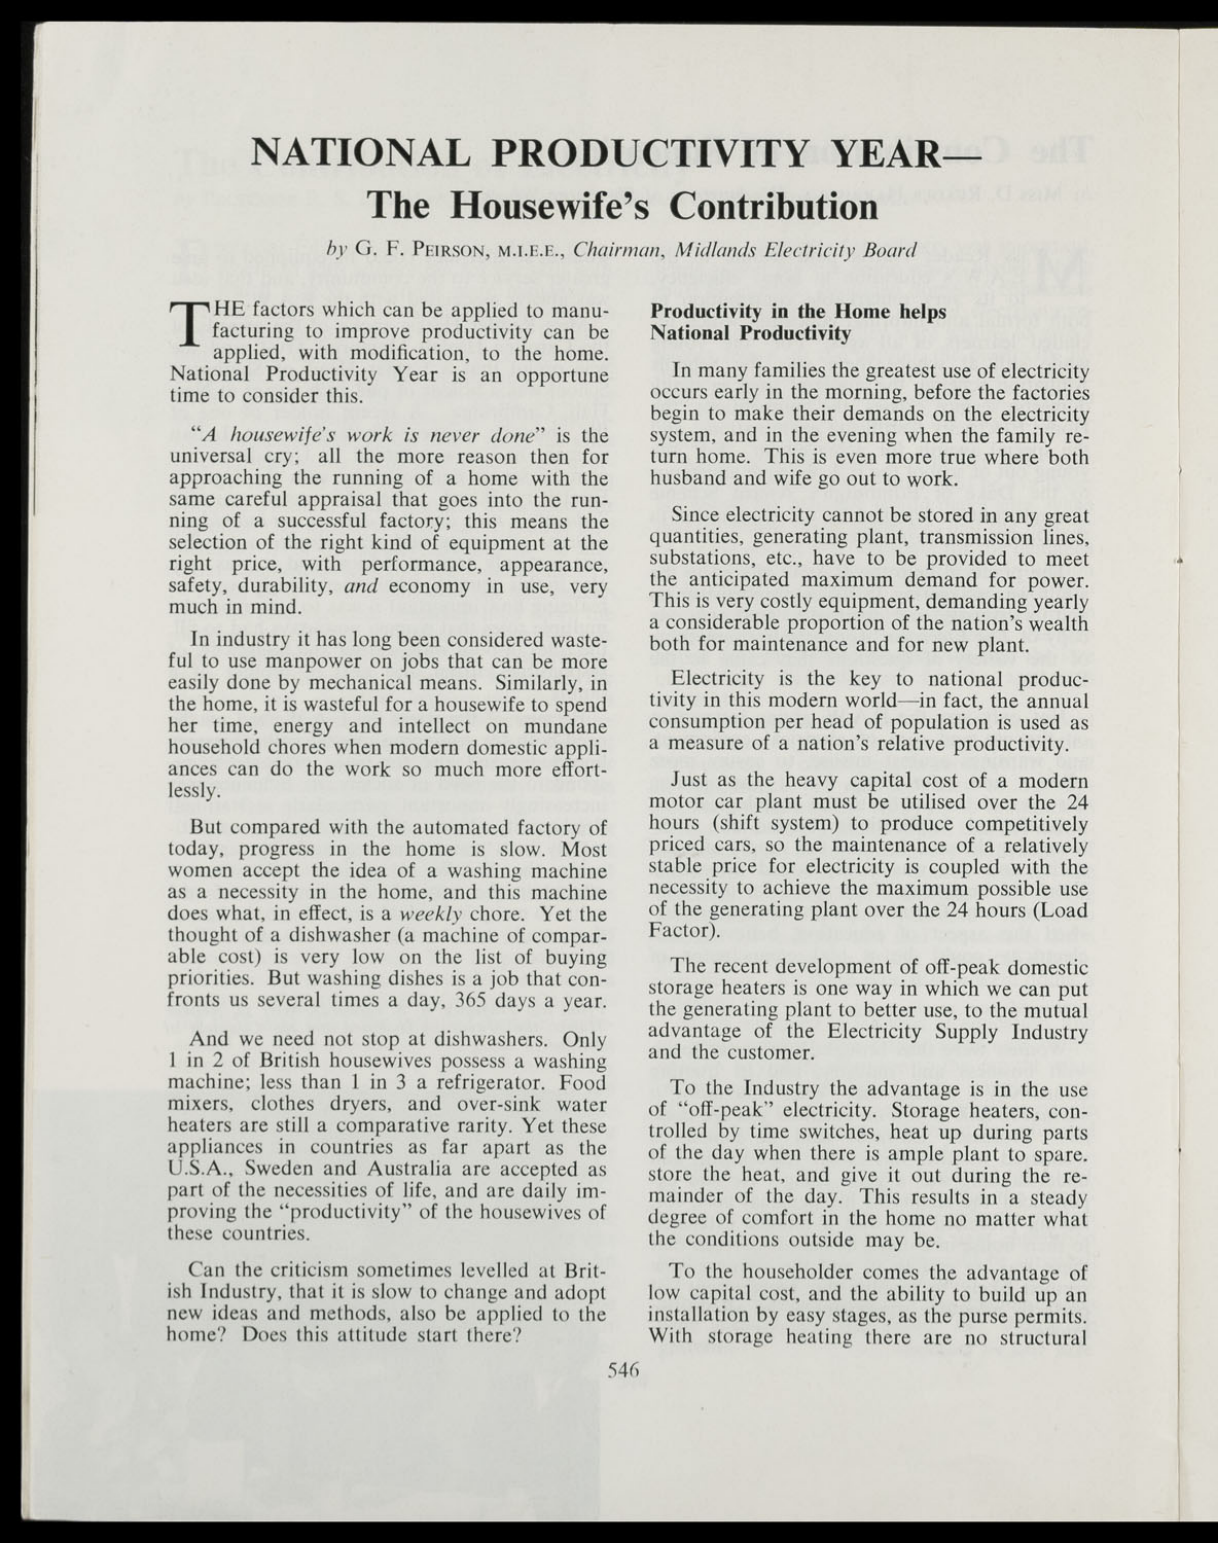 NATIONAL PRODUCTIVITY YEAR—
The Housewife's Contribution
by G. F. PEIRSON, M.I.E.E., Chairman, Midlands Electricity Board
THE factors which can be applied to manu-
facturing to improve productivity can be
applied, with modification, to the home.
National Productivity Year is an opportune
time to consider this.
"A housewife's work is never done" is the
universal cry; all the more reason then for
approaching the running of a home with the
same careful appraisal that goes into the run-
ning of a successful factory; this means the
selection of the right kind of equipment at the
right price, with performance, appearance,
safety, durability, and economy in use, very
much in mind.
In industry it has long been considered waste-
ful to use manpower on jobs that can be more
easily done by mechanical means. Similarly, in
the home, it is wasteful for a housewife to spend
her time, energy and intellect on mundane
household chores when modern domestic appli-
ances can do the work so much more effort-
lessly.
But compared with the automated factory of
today, progress in the home is slow. Most
women accept the idea of a washing machine
as a necessity in the home, and this machine
does what, in effect, is a weekly chore. Yet the
thought of a dishwasher (a machine of compar-
able cost) is very low on the list of buying
priorities. But washing dishes is a job that con-
fronts us several times a day, 365 days a year.
And we need not stop at dishwashers. Only
1 in 2 of British housewives possess a washing
machine; less than 1 in 3 a refrigerator. Food
mixers, clothes dryers, and over-sink water
heaters are still a comparative rarity. Yet these
appliances in countries as far apart as the
U.S.A., Sweden and Australia are accepted as
part of the necessities of life, and are daily im-
proving the "productivity" of the housewives of
these countries.
Can the criticism sometimes levelled at Brit-
ish Industry, that it is slow to change and adopt
new ideas and methods, also be applied to the
home? Does this attitude start there?
Productivity in the Home helps
National Productivity
In many families the greatest use of electricity
occurs early in the morning, before the factories
begin to make their demands on the electricity
system, and in the evening when the family re-
turn home. This is even more true where both
husband and wife go out to work.
Since electricity cannot be stored in any great
quantities, generating plant, transmission lines,
substations, etc., have to be provided to meet
the anticipated maximum demand for power.
This is very costly equipment, demanding yearly
a considerable proportion of the nation's wealth
both for maintenance and for new plant.
Electricity is the key to national produc-
tivity in this modern world—in fact, the annual
consumption per head of population is used as
a measure of a nation's relative productivity.
Just as the heavy capital cost of a modern
motor car plant must be utilised over the 24
hours (shift system) to produce competitively
priced cars, so the maintenance of a relatively
stable price for electricity is coupled with the
necessity to achieve the maximum possible use
of the generating plant over the 24 hours (Load
Factor).
The recent development of off-peak domestic
storage heaters is one way in which we can put
the generating plant to better use, to the mutual
advantage of the Electricity Supply Industry
and the customer.
To the Industry the advantage is in the use
of "off-peak" electricity. Storage heaters, con-
trolled by time switches, heat up during parts
of the day when there is ample plant to spare.
store the heat, and give it out during the re-
mainder of the day. This results in a steady
degree of comfort in the home no matter what
the conditions outside may be.
To the householder comes the advantage of
low capital cost, and the ability to build up an
installation by easy stages, as the purse permits.
With storage heating there are no structural
546